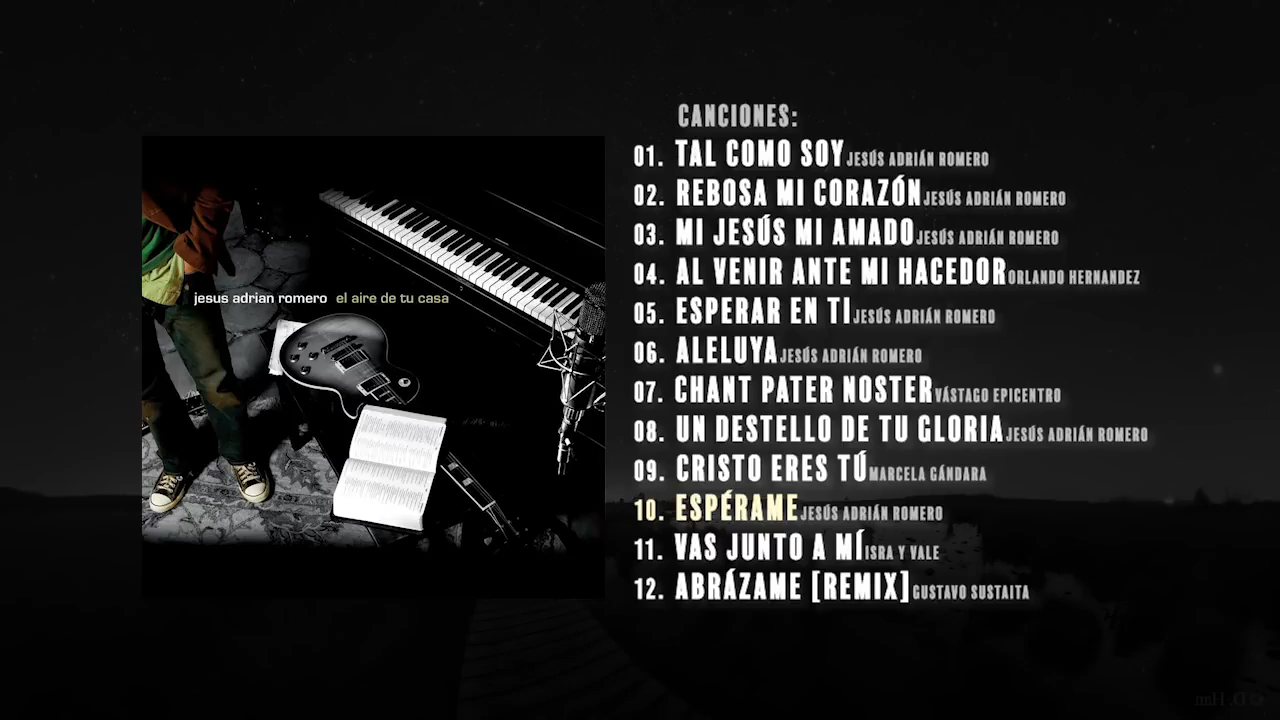 CANCIONES:
01. TAL COMO SOY JESÚS ADRIÁN ROMERO
02. REBOSA MI CORAZÓN JESÚS ADRIÁN ROMERO
03. MI JESÚS MI AMADO JESÚS ADRIÁN ROMERO
04. AL VENIR ANTE MI HACEDOR ORLANDO HERNANDEZ
jesus adrian romero el aire de tu casa
05. ESPERAR EN TI JESÚS ADRIÁN ROMERO
06. ALELUYA JESÚS ADRIÁN ROMERO
07. CHANT PATER NOSTER VÁSTAGO EPICENTRO
08. UN DESTELLO DE TU GLORIA JESÚS ADRIÁN ROMERO
09. CRISTO ERES TÚ MARCELA GÁNDARA
10. ESPÉRAME JESÚS ADRIÁN ROMERO
11. VAS JUNTO A MÍ ISRA Y VALE
12. ABRÁZAME [REMIX] GUSTAVO SUSTAITA
© D. Han